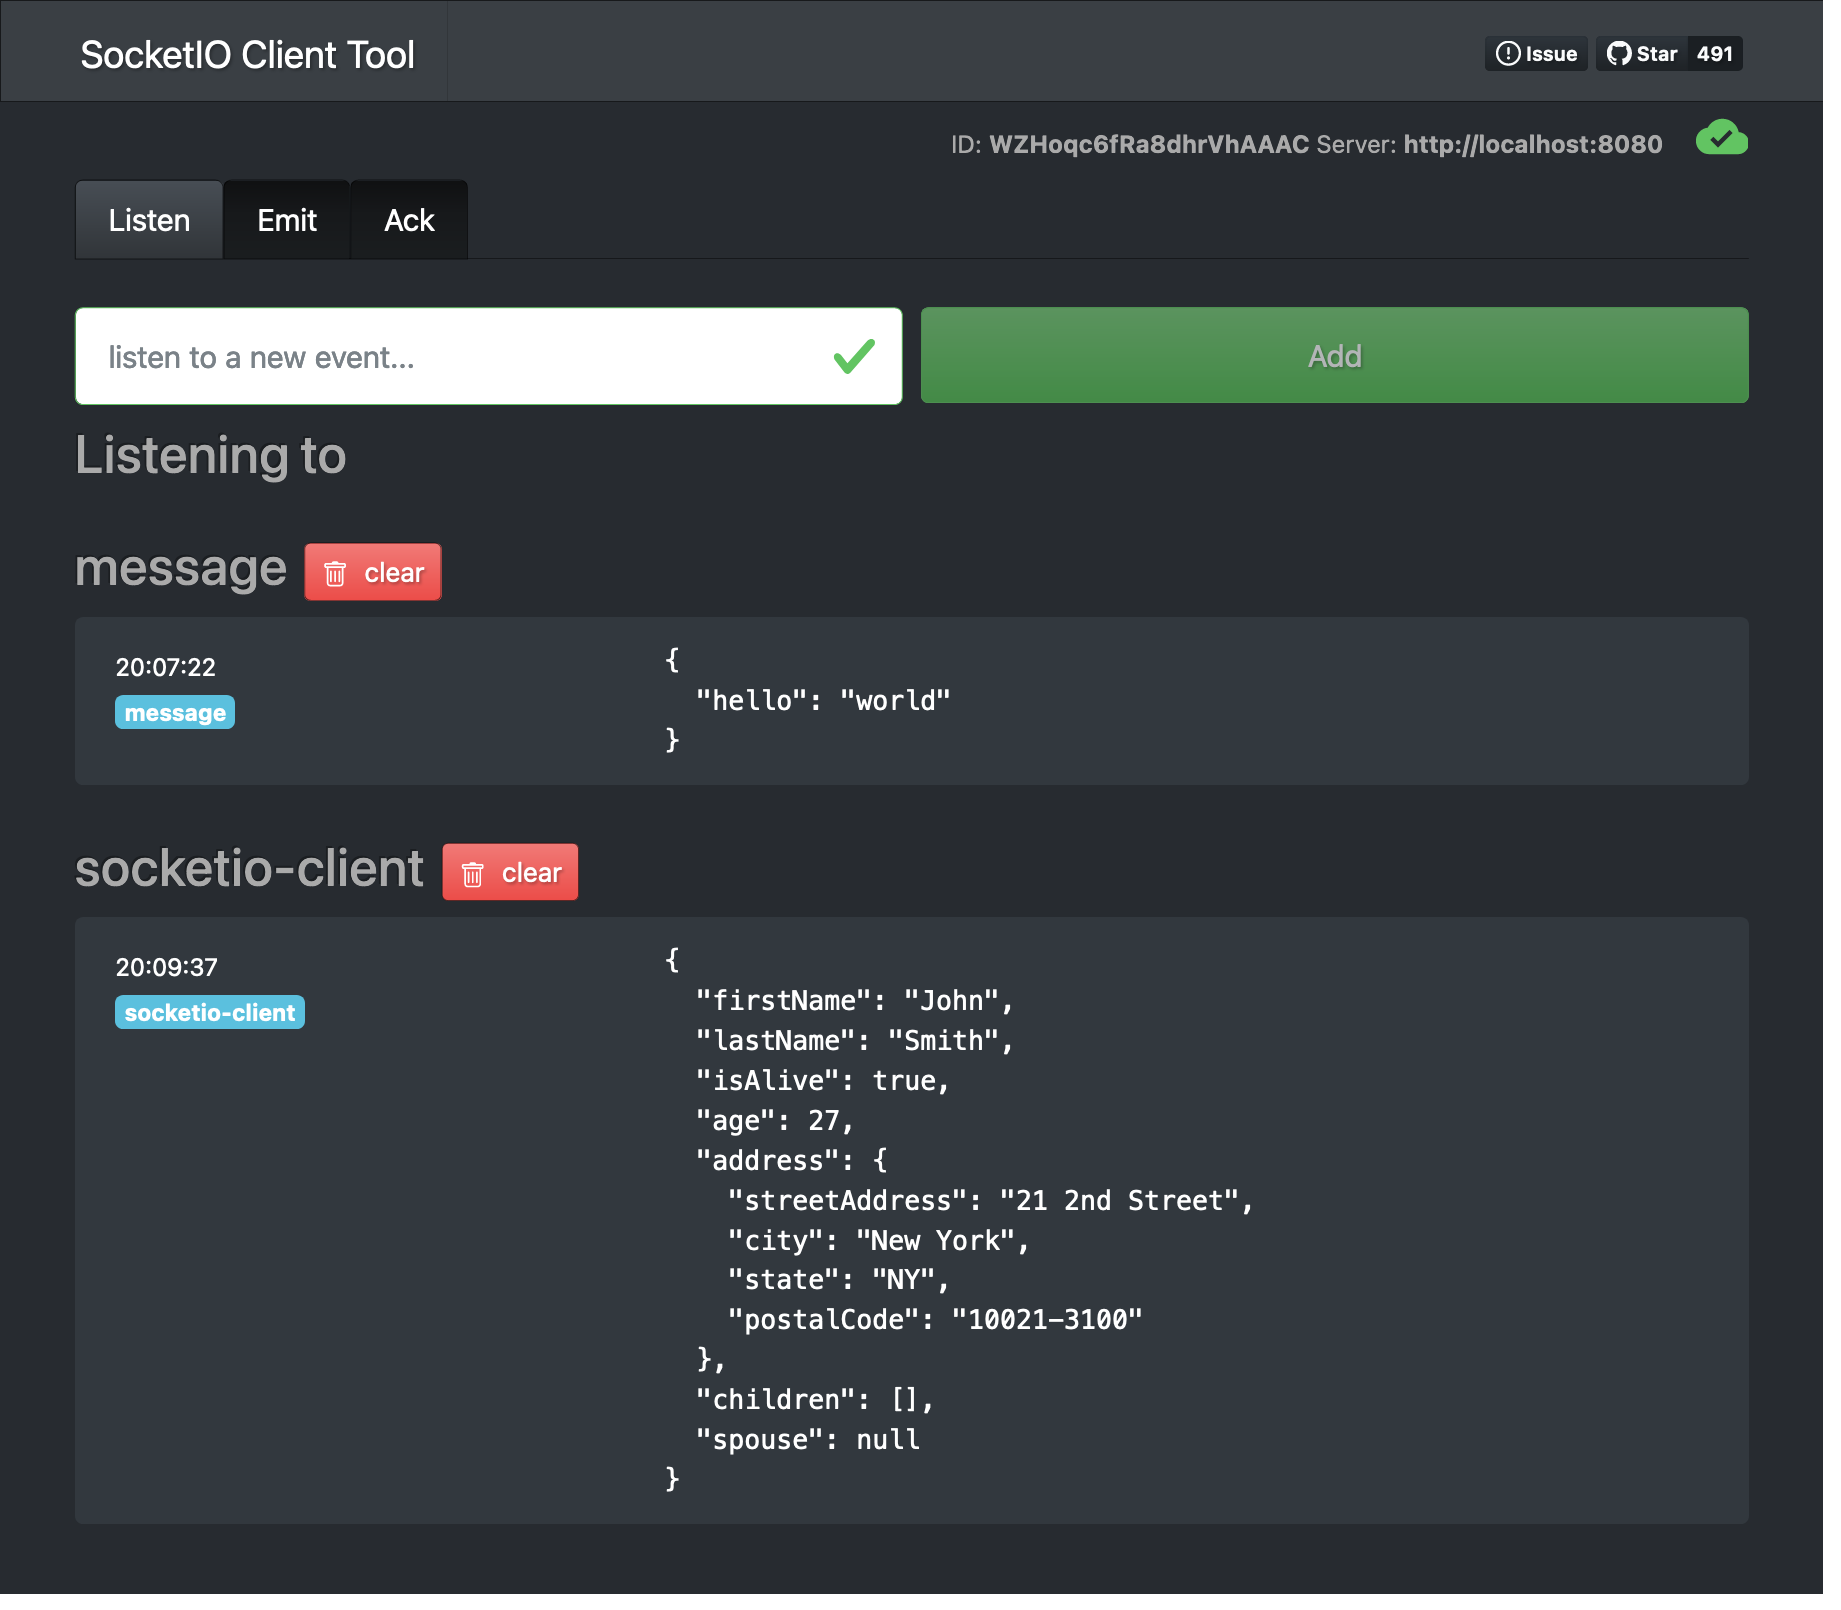 SocketIO Client Tool
Issue
Star 491
ID: WZHoqc6fRa8dhrVhAAAC Server: http://localhost:8080
Listen Emit Ack
listen to a new event...
Add
Listening to
message clear
20:07:22
message
{
  "hello": "world"
}
socketio-client clear
20:09:37
socketio-client
{
  "firstName": "John",
  "lastName": "Smith",
  "isAlive": true,
  "age": 27,
  "address": {
    "streetAddress": "21 2nd Street",
    "city": "New York",
    "state": "NY",
    "postalCode": "10021-3100"
  },
  "children": [],
  "spouse": null
}